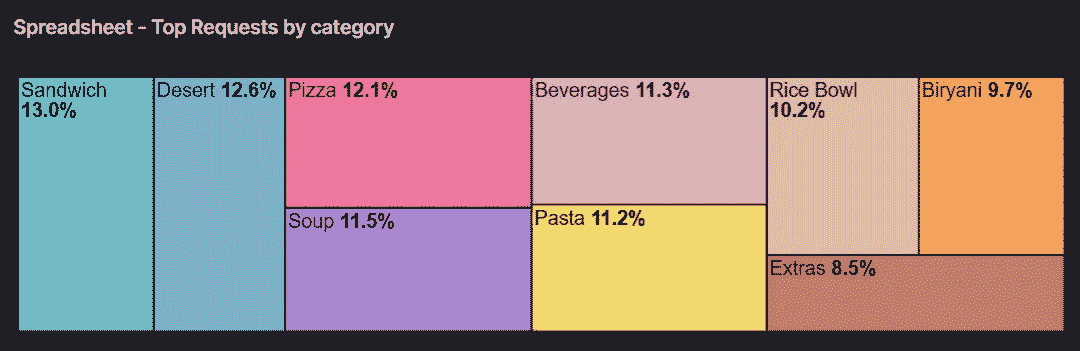 Spreadsheet - Top Requests by category
Sandwich
13.0%
Desert 12.6%
Pizza 12.1%
Soup 11.5%
Beverages 11.3%
Pasta 11.2%
Rice Bowl
10.2%
Biryani 9.7%
Extras 8.5%